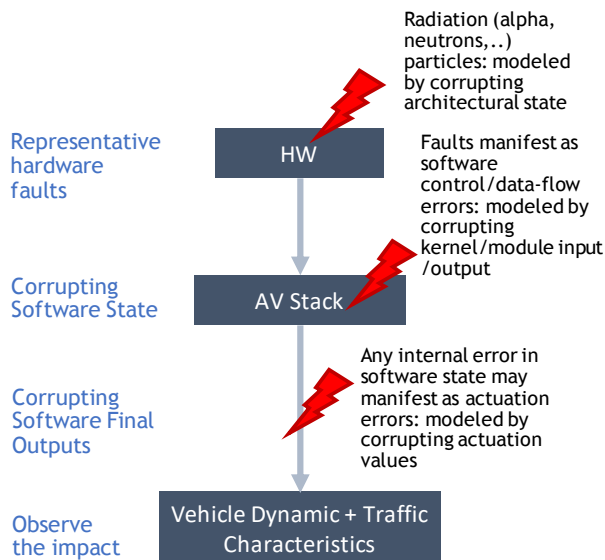 Radiation (alpha,
neutrons,..)
particles: modeled
by corrupting
architectural state
Representative
hardware
faults
HW
Faults manifest as
software
control/data-flow
errors: modeled by
corrupting
kernel/module input
/output
Corrupting
Software State
AV Stack
Any internal error in
software state may
manifest as actuation
errors: modeled by
corrupting actuation
values
Corrupting
Software Final
Outputs
Observe
the impact
Vehicle Dynamic + Traffic
Characteristics